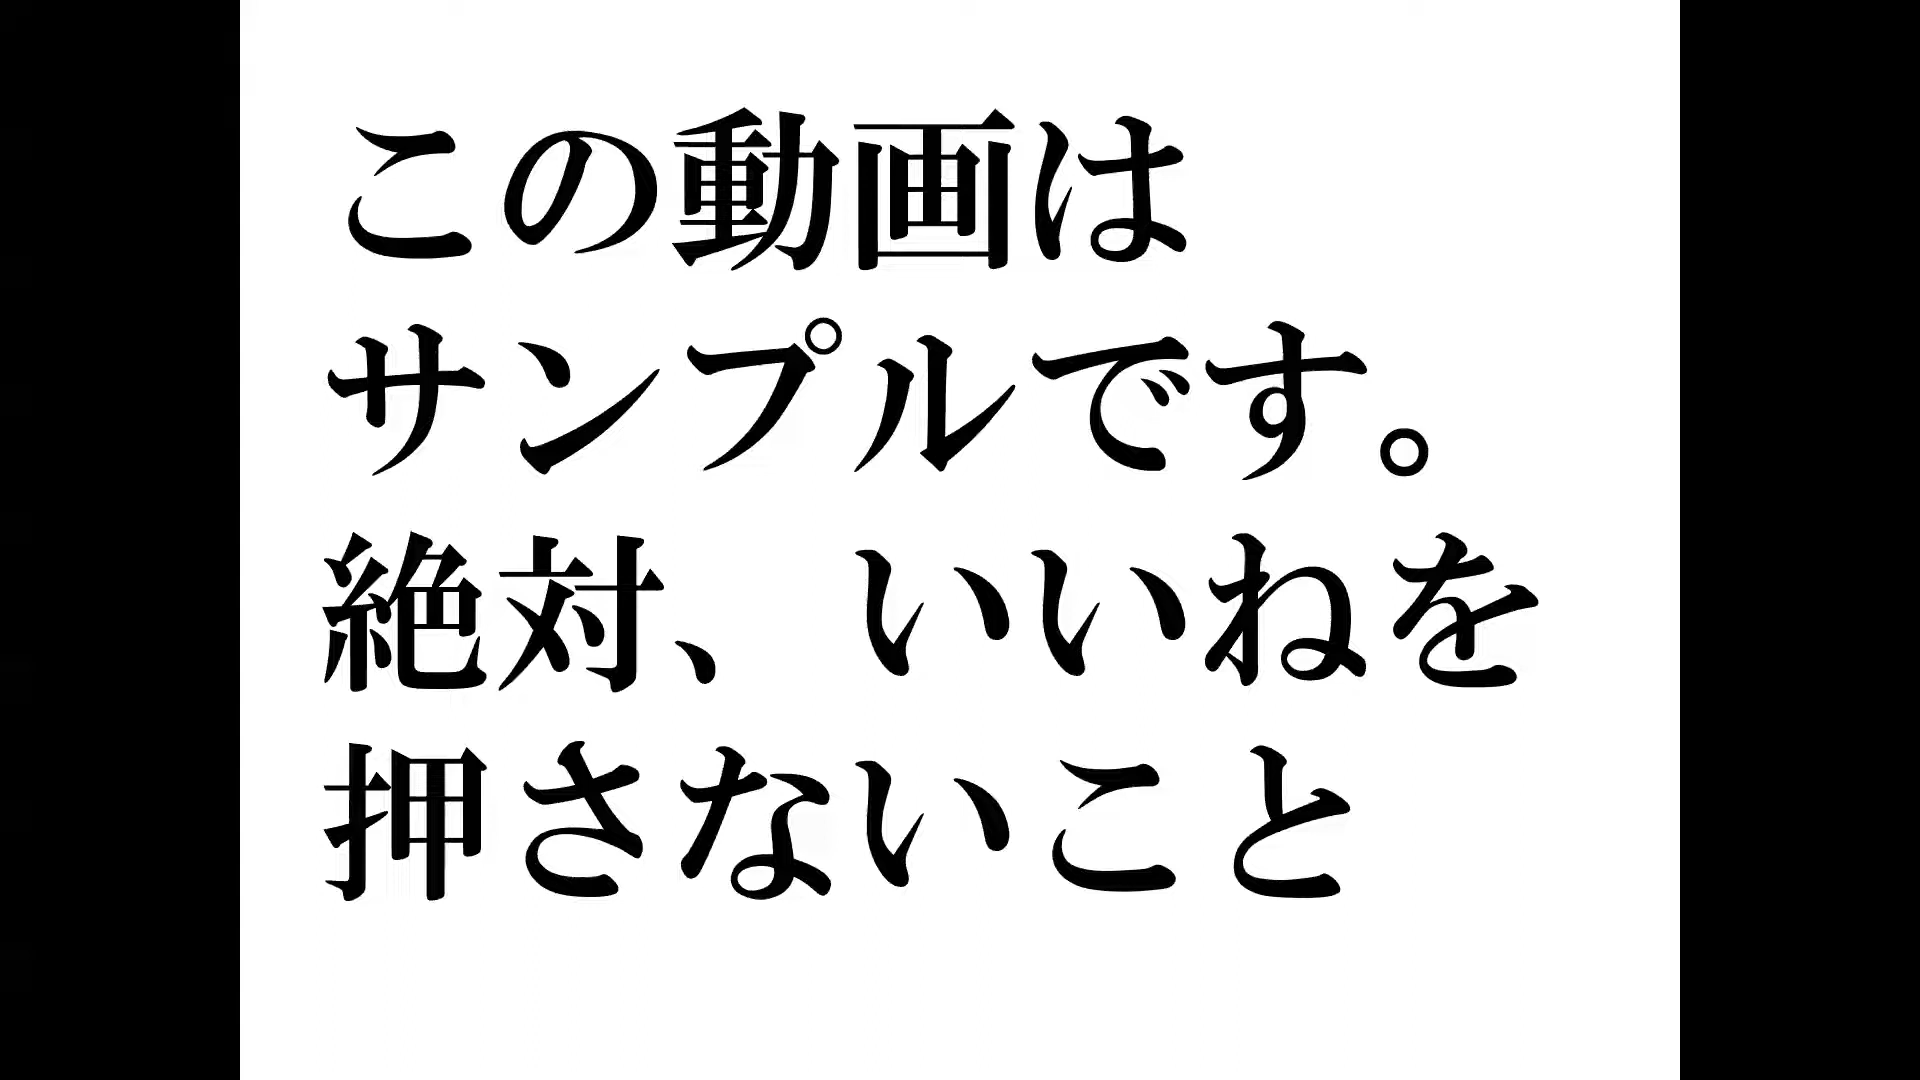 この動画は
サンプルです。
絶対、いいねを
押さないこと